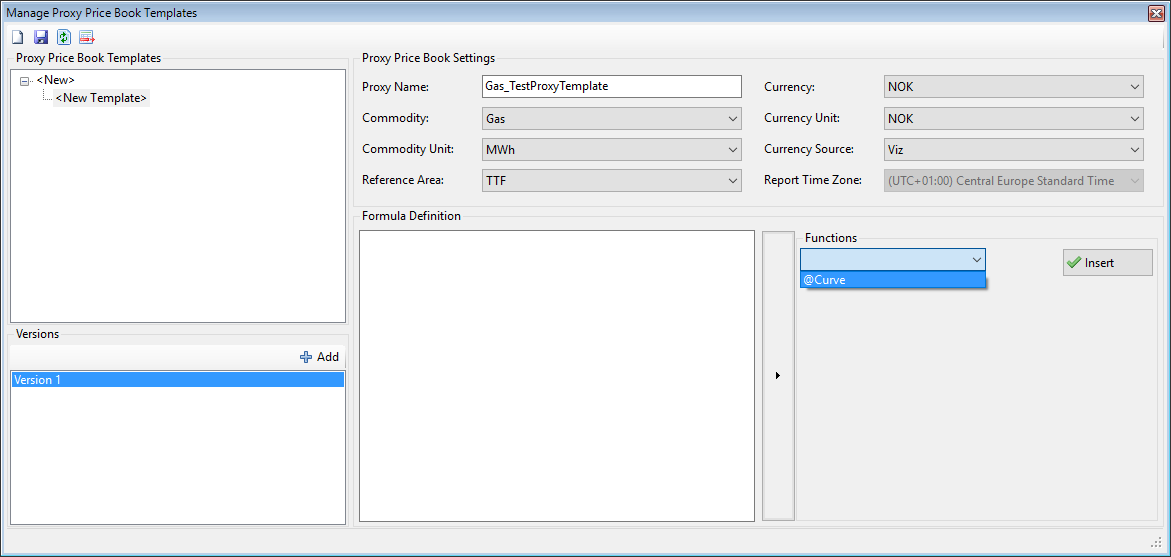 Manage Proxy Price Book Templates
Proxy Price Book Templates
<New>
<New Template>
Versions
Add
Version 1
Proxy Price Book Settings
Proxy Name: Gas_TestProxyTemplate Currency: NOK
Commodity: Gas Currency Unit: NOK
Commodity Unit: MWh Currency Source: Viz
Reference Area: TTF Report Time Zone: (UTC+01:00) Central Europe Standard Time
Formula Definition
Functions
@Curve
Insert